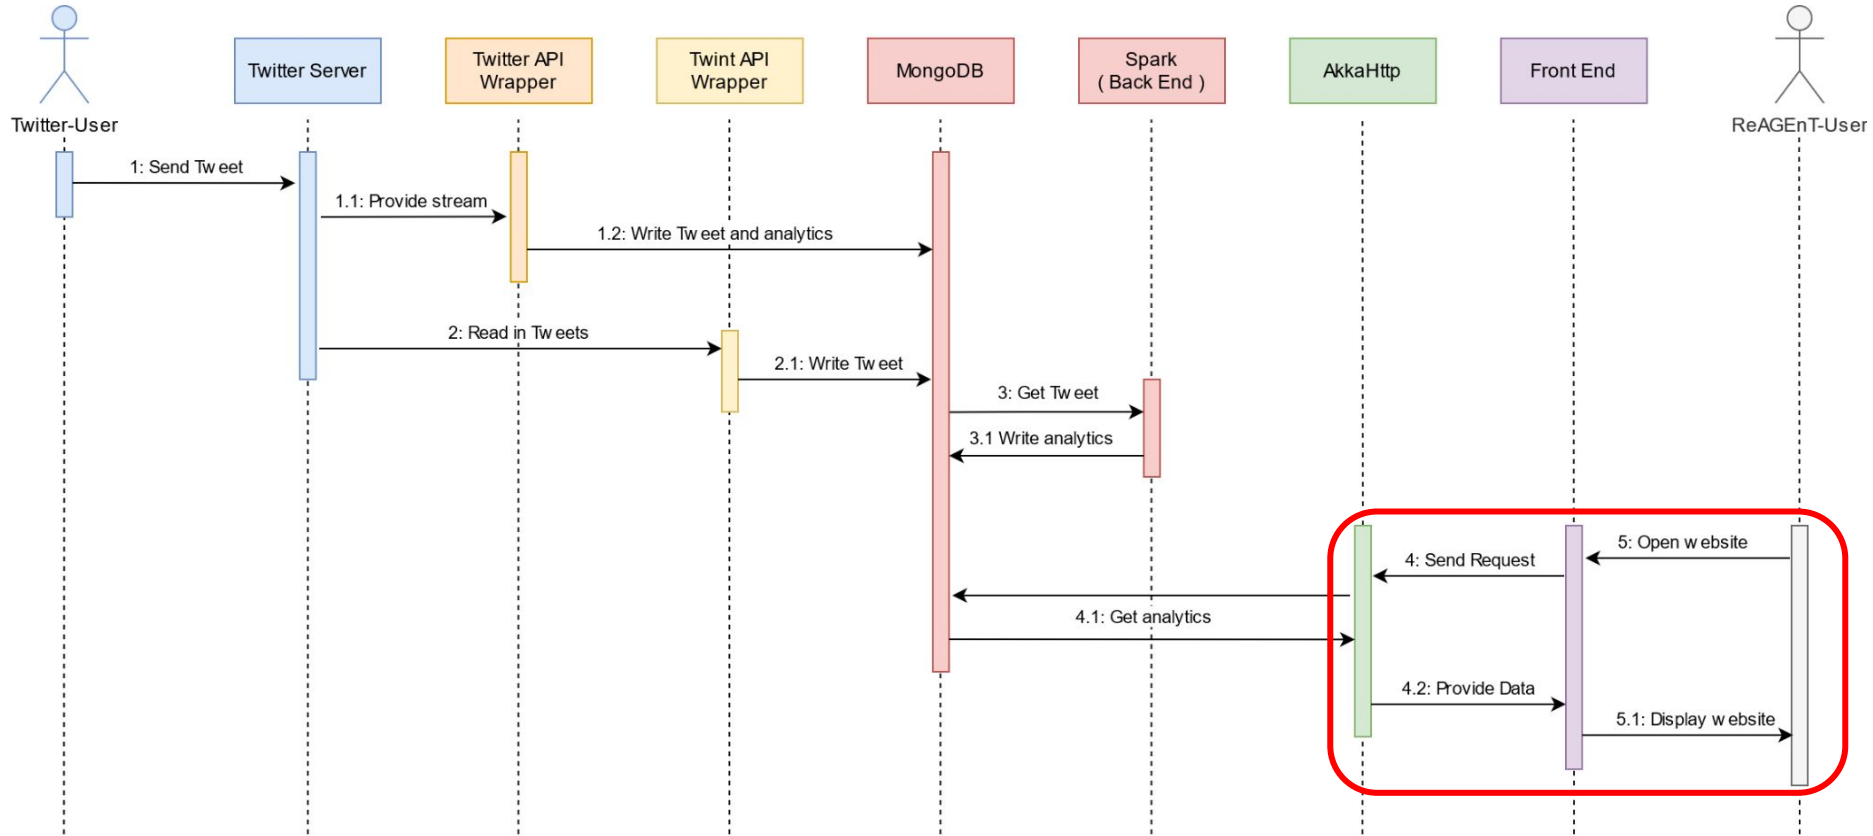 Twitter-User
Twitter Server
Twitter API
Wrapper
Twint API
Wrapper
MongoDB
Spark
( Back End )
AkkaHttp
Front End
ReAGEnT-User
1: Send Tweet
1.1: Provide stream
1.2: Write Tweet and analytics
2: Read in Tweets
2.1: Write Tweet
3: Get Tweet
3.1 Write analytics
5: Open website
4: Send Request
4.1: Get analytics
4.2: Provide Data
5.1: Display website